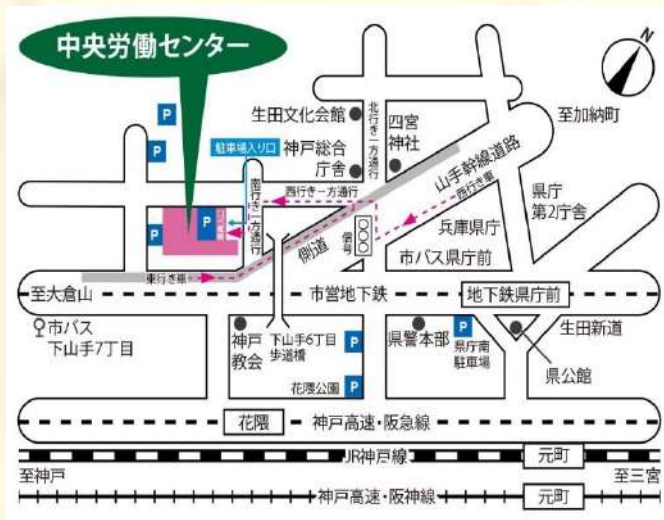 中央労働センター
N
P
生田文化会館
北行き一方通行
四宮
神社
至加納町
P
駐車場入り口
神戸総合
庁舎
山手幹線道路
西行き車
県庁
第2庁舎
南行き一方通行
西行き一方通行
P
P
側道
信号
兵庫県庁
市バス県庁前
東行き車
至大倉山
市営地下鉄
地下鉄県庁前
市バス
下山手7丁目
神戸
教会
下山手6丁目
歩道橋
P
県警本部
P
県庁南
駐車場
生田新道
県公館
花隈公園
P
花隈
神戸高速・阪急線
JR神戸線
元町
至神戸
至三宮
神戸高速・阪神線
元町